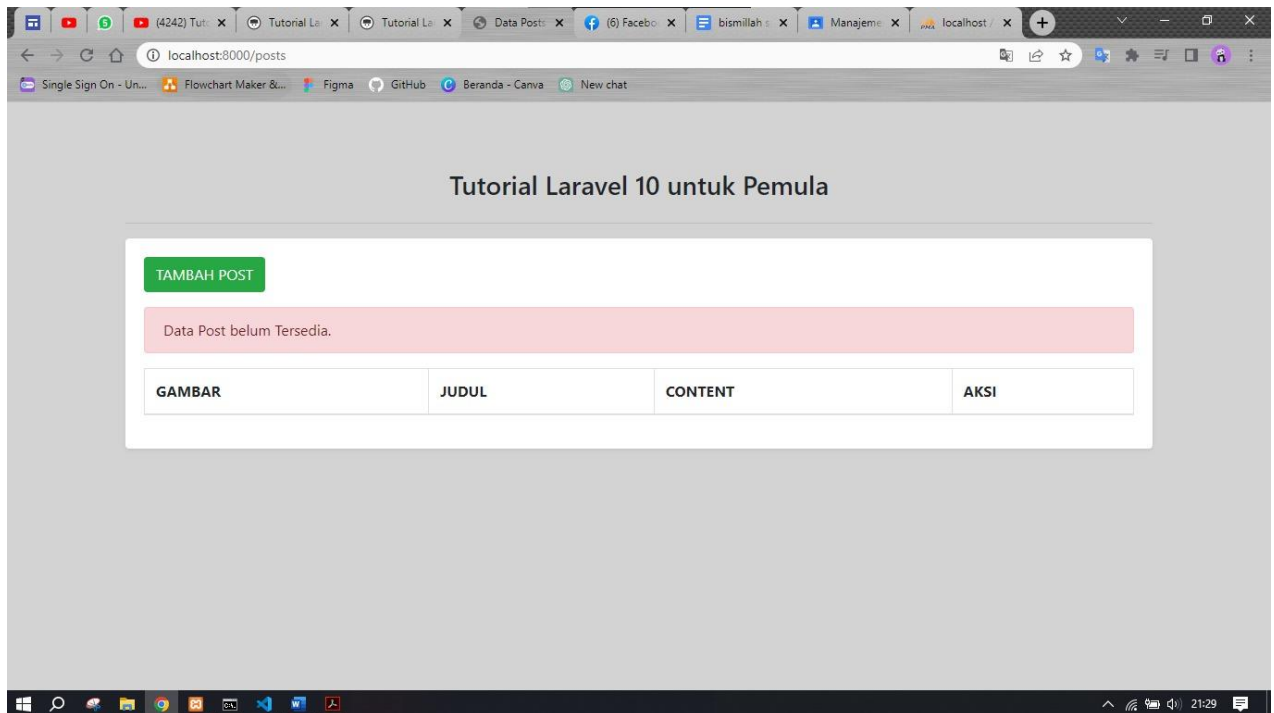 (4242) Tut
Tutorial La
Tutorial La
Data Posts
(6) Facebo
bismillah s
Manajeme
localhost /
localhost:8000/posts
Single Sign On - Un...
Flowchart Maker &...
Figma
GitHub
Beranda - Canva
New chat
Tutorial Laravel 10 untuk Pemula
TAMBAH POST
Data Post belum Tersedia.
GAMBAR JUDUL CONTENT AKSI
21:29